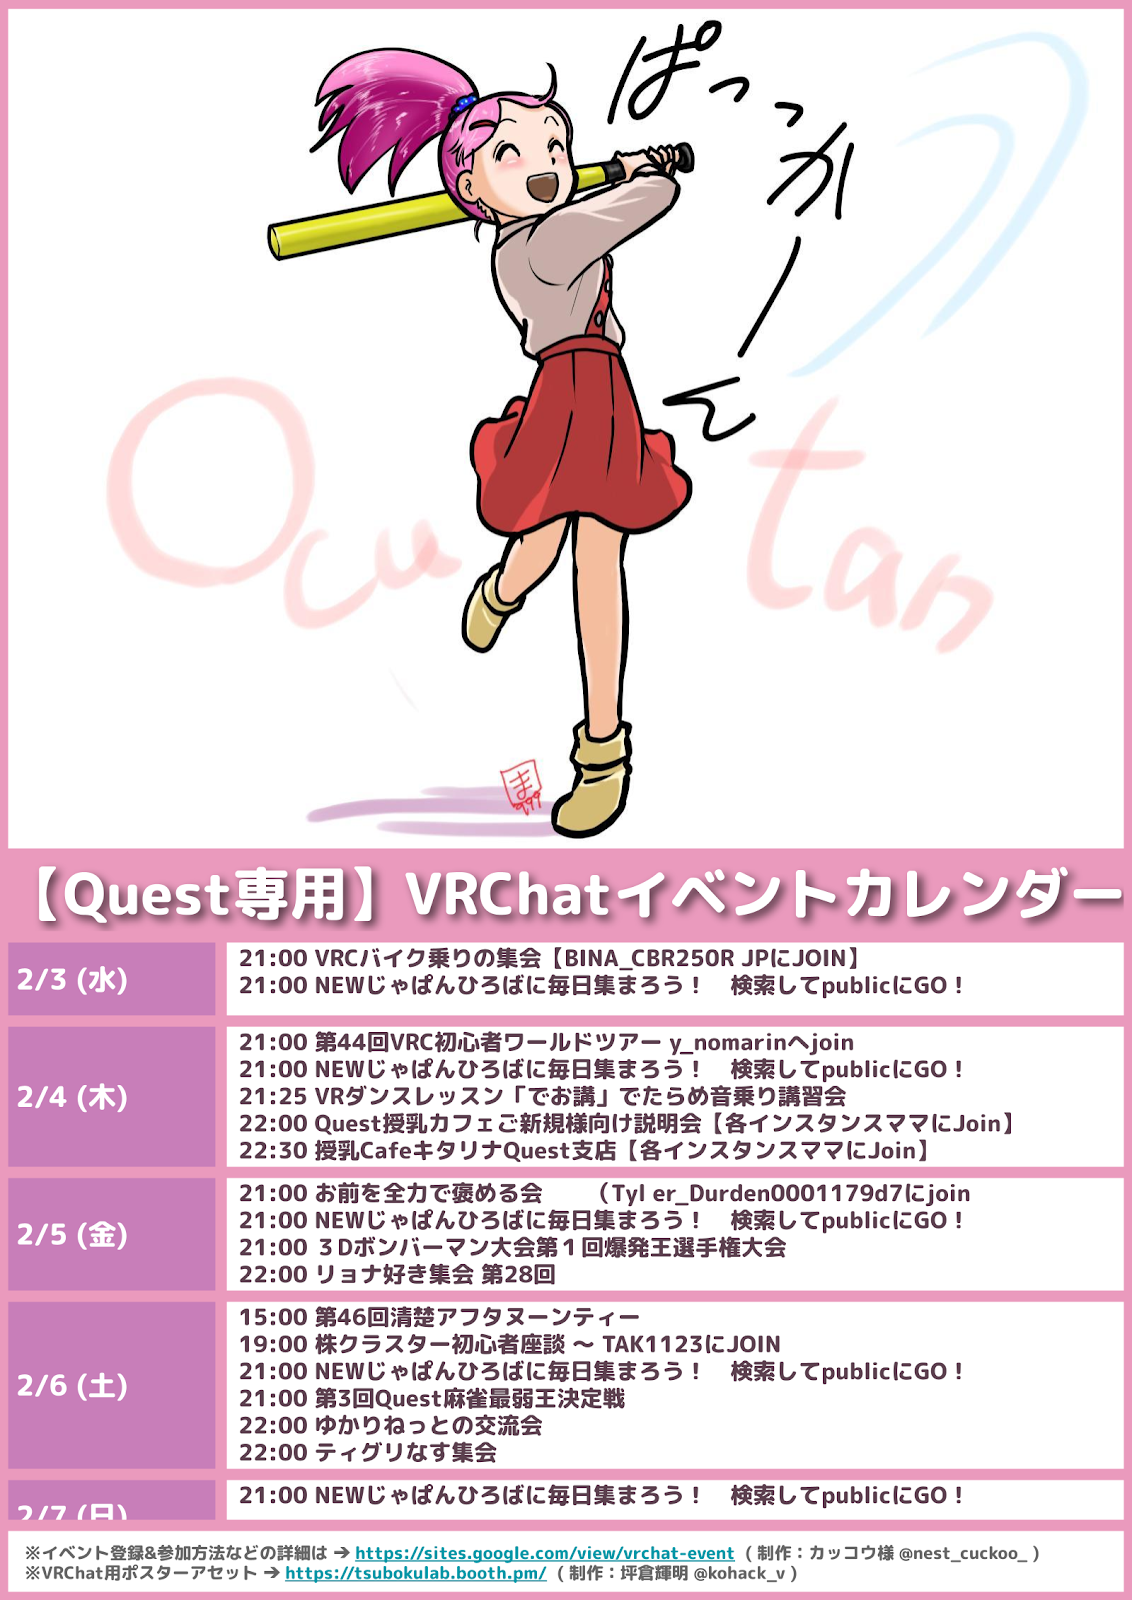 ぱっっかーん
Ocu tan
ま
999
【Quest専用】VRChatイベントカレンダー
2/3 (水)
21:00 VRCバイク乗りの集会【BINA_CBR250R JPにJOIN】
21:00 NEWじゃぱんひろばに毎日集まろう！　検索してpublicにGO！
2/4 (木)
21:00 第44回VRC初心者ワールドツアー y_nomarinへjoin
21:00 NEWじゃぱんひろばに毎日集まろう！　検索してpublicにGO！
21:25 VRダンスレッスン「でお講」でたらめ音乗り講習会
22:00 Quest授乳カフェご新規様向け説明会【各インスタンスママにJoin】
22:30 授乳CafeキタリナQuest支店【各インスタンスママにJoin】
2/5 (金)
21:00 お前を全力で褒める会　　（Tyl er_Durden0001179d7にjoin
21:00 NEWじゃぱんひろばに毎日集まろう！　検索してpublicにGO！
21:00 ３Dボンバーマン大会第１回爆発王選手権大会
22:00 リョナ好き集会 第28回
2/6 (土)
15:00 第46回清楚アフタヌーンティー
19:00 株クラスター初心者座談 〜 TAK1123にJOIN
21:00 NEWじゃぱんひろばに毎日集まろう！　検索してpublicにGO！
21:00 第3回Quest麻雀最弱王決定戦
22:00 ゆかりねっとの交流会
22:00 ティグリなす集会
2/7 (日)
21:00 NEWじゃぱんひろばに毎日集まろう！　検索してpublicにGO！
※イベント登録&参加方法などの詳細は → https://sites.google.com/view/vrchat-event （ 制作：カッコウ様 @nest_cuckoo_ ）
※VRChat用ポスターアセット → https://tsubokulab.booth.pm/ （ 制作：坪倉輝明 @kohack_v ）